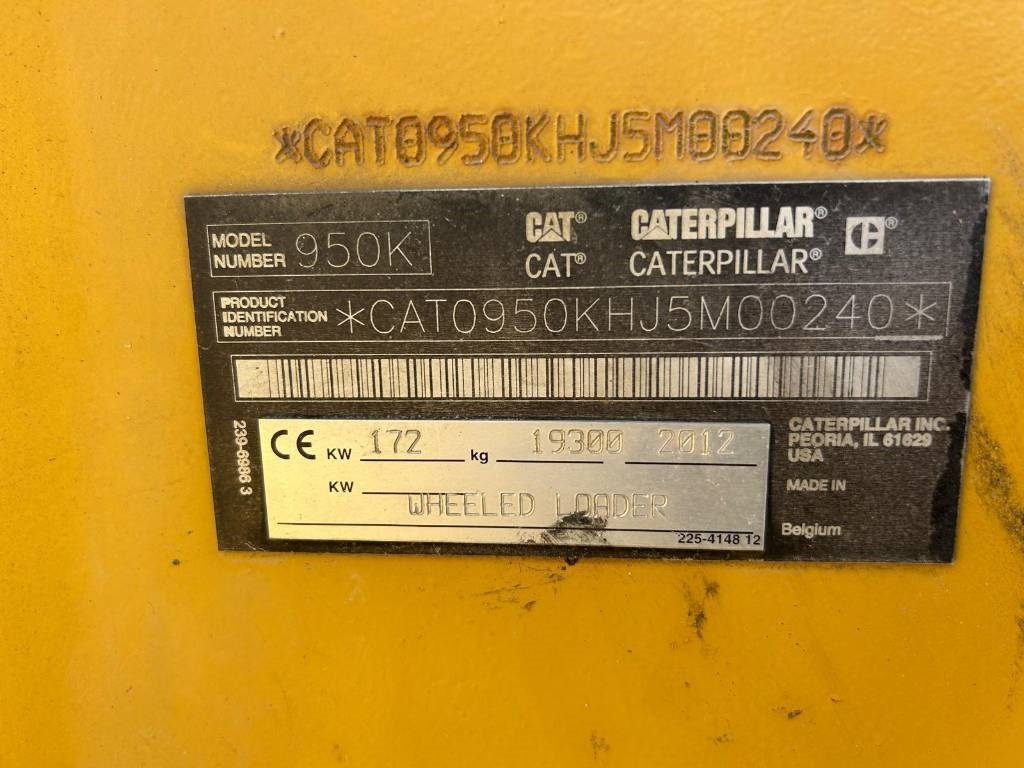 *CAT0950KHJ5M00240*
MODEL NUMBER 950K
CAT® CATERPILLAR®
CAT® CATERPILLAR®
PRODUCT IDENTIFICATION NUMBER *CAT0950KHJ5M00240*
239-6986 3
CE KW 172 kg 19300 2012
KW
WHEELED LOADER
225-4148 12
CATERPILLAR INC.
PEORIA, IL 61629
USA
MADE IN
Belgium